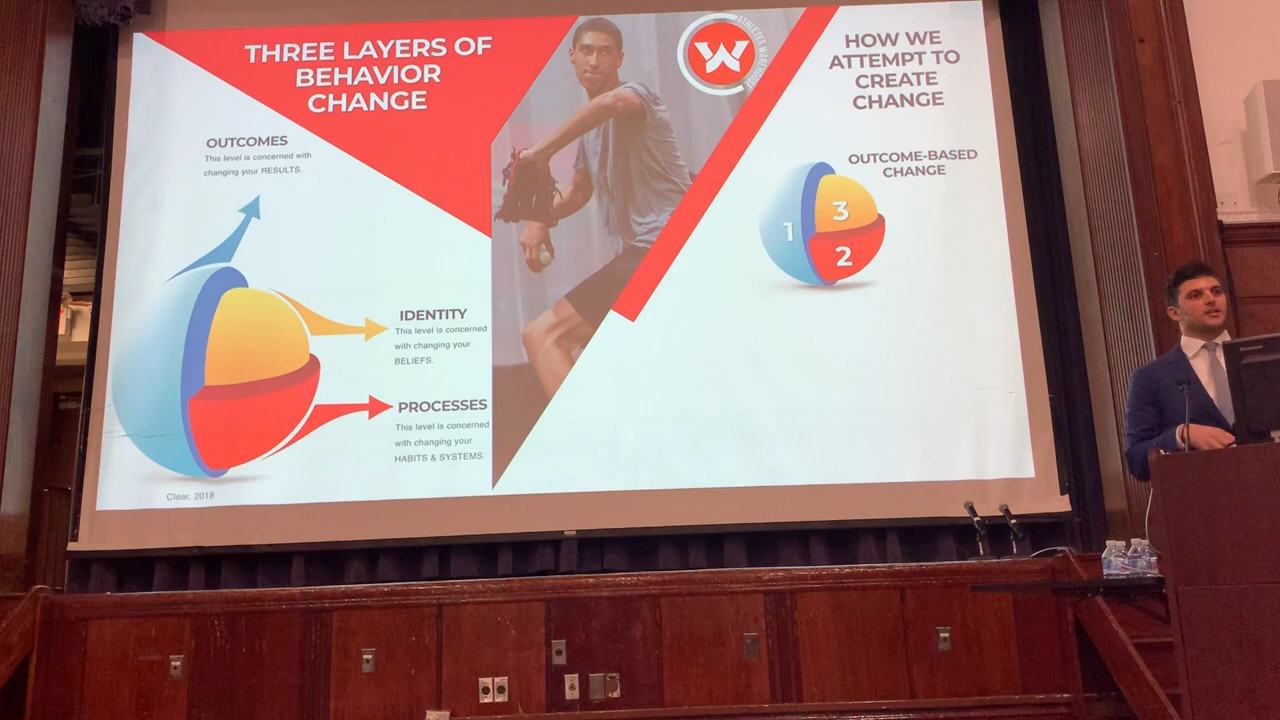 THREE LAYERS OF
BEHAVIOR
CHANGE
OUTCOMES
This level is concerned with
changing your RESULTS.
IDENTITY
This level is concerned
with changing your
BELIEFS.
PROCESSES
This level is concerned
with changing your
HABITS & SYSTEMS.
Clear, 2018
W
ATHLETES WAREHOUSE
HOW WE
ATTEMPT TO
CREATE
CHANGE
OUTCOME-BASED
CHANGE
1
3
2